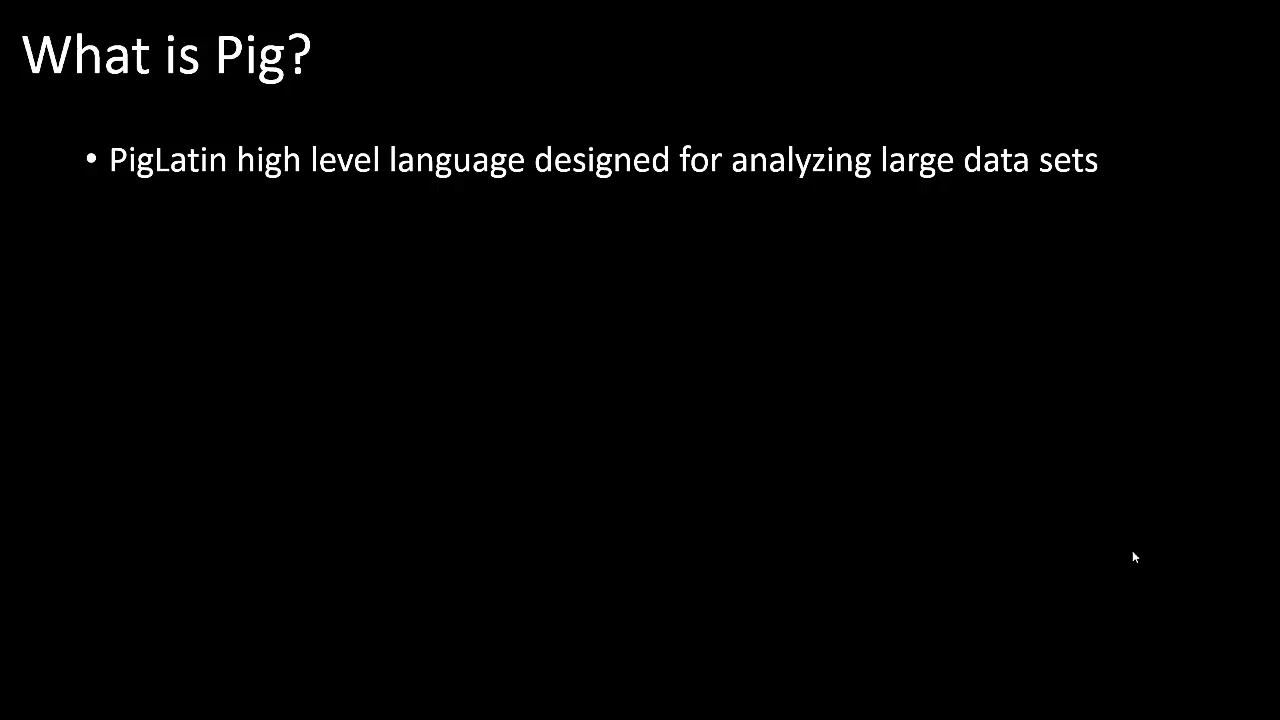 What is Pig?
• PigLatin high level language designed for analyzing large data sets